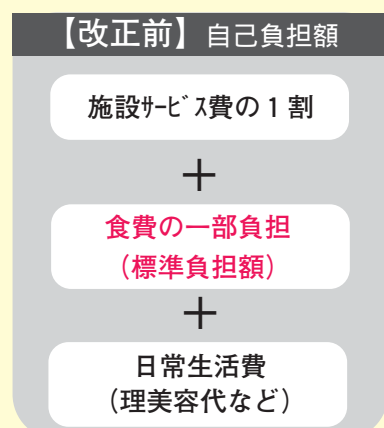 【改正前】自己負担額
施設ｻｰﾋﾞｽ費の1割
＋
食費の一部負担
(標準負担額)
＋
日常生活費
(理美容代など)